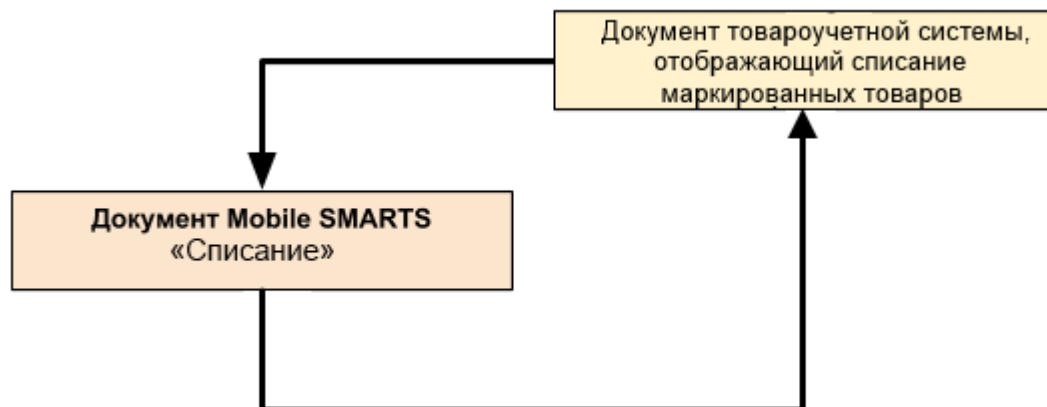 Документ товароучетной системы,
отображающий списание
маркированных товаров
Документ Mobile SMARTS
«Списание»